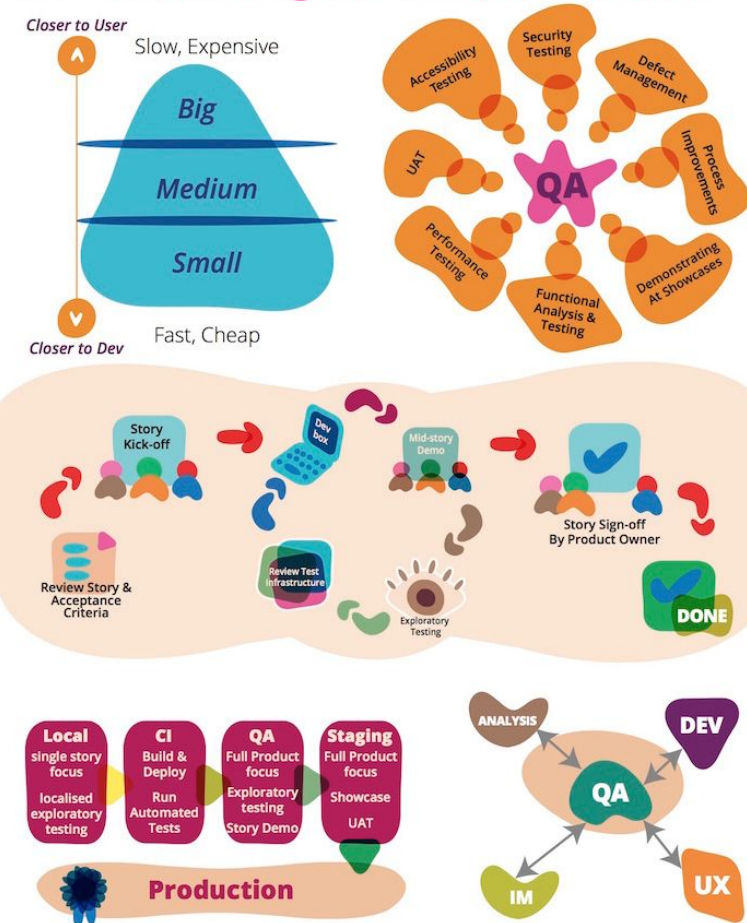 Closer to User
Slow, Expensive
Big
Medium
Small
Fast, Cheap
Closer to Dev
Accessibility
Testing
Security
Testing
Defect
Management
Process
Improvements
Demonstrating
At Showcases
Functional
Analysis &
Testing
Performance
Testing
UAT
QA
Story
Kick-off
Dev
box
Mid-story
Demo
Story Sign-off
By Product Owner
Review Story &
Acceptance
Criteria
Review Test
Infrastructure
Exploratory
Testing
DONE
Local
single story
focus
localised
exploratory
testing
CI
Build &
Deploy
Run
Automated
Tests
QA
Full Product
focus
Exploratory
testing
Story Demo
Staging
Full Product
focus
Showcase
UAT
Production
ANALYSIS
DEV
QA
IM
UX